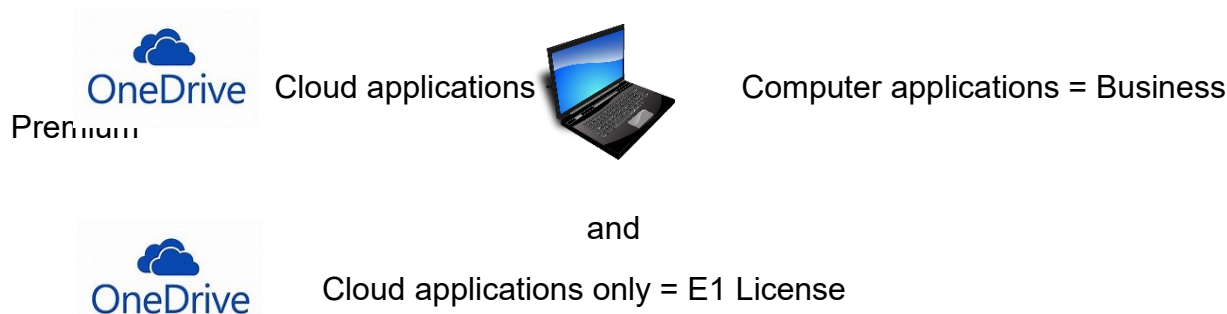 OneDrive Cloud applications Computer applications = Business
Premium
and
OneDrive Cloud applications only = E1 License